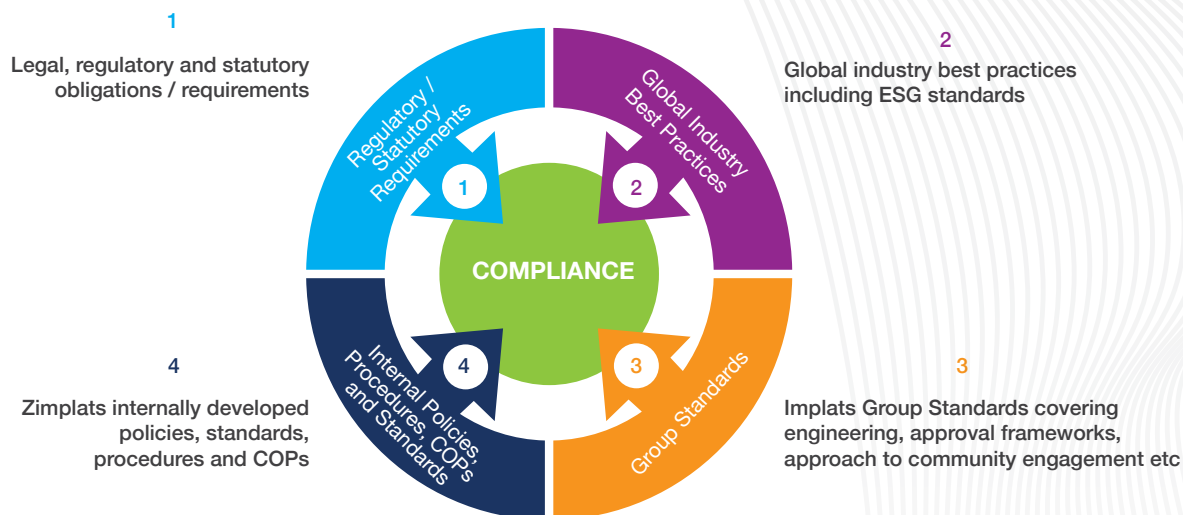 1
Legal, regulatory and statutory
obligations / requirements
2
Global industry best practices
including ESG standards
Regulatory /
Statutory
Requirements
1
Global Industry
Best Practices
2
COMPLIANCE
4
Zimplats internally developed
policies, standards,
procedures and COPs
Internal Policies,
Procedures, COPs
and Standards
4
Group Standards
3
3
Implats Group Standards covering
engineering, approval frameworks,
approach to community engagement etc